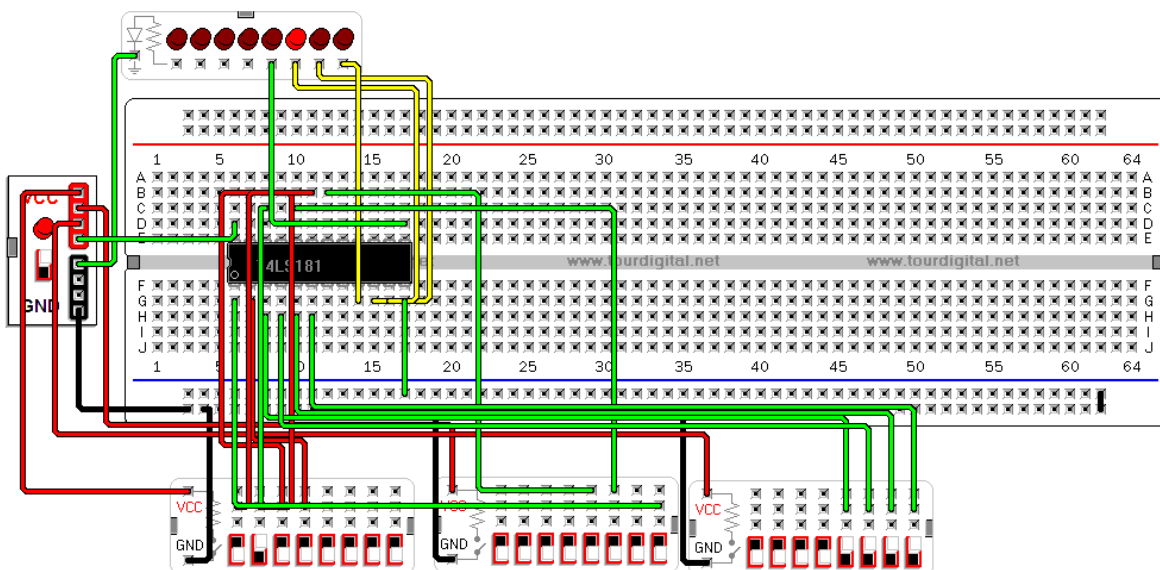 1 5 10 15 20 25 30 35 40 45 50 55 60 64
A A
B B
C C
D D
E E
VCC
GND
74LS181
www.tourdigital.net www.tourdigital.net
F F
G G
H H
I I
J J
1 5 10 15 20 25 30 35 40 45 50 55 60 64
VCC
GND
VCC
GND
VCC
GND